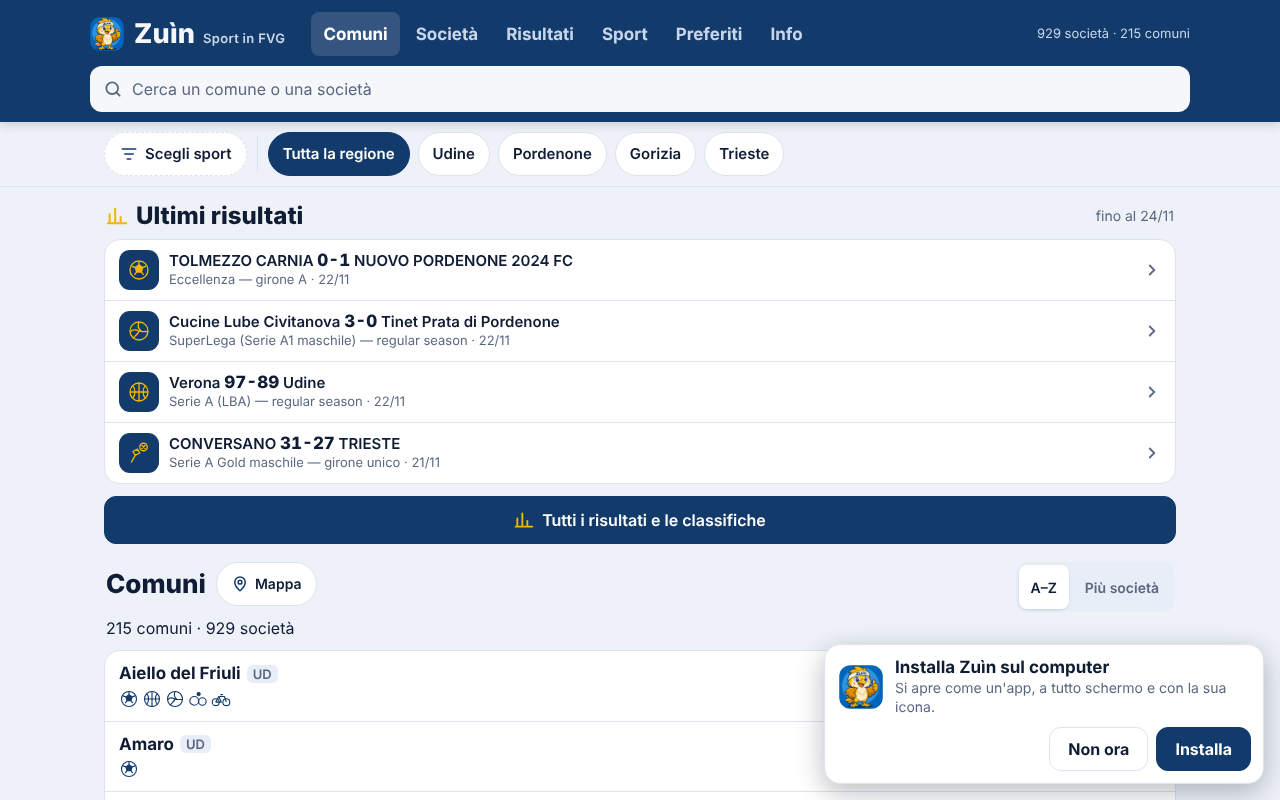 Zuìn Sport in FVG
Comuni Società Risultati Sport Preferiti Info
929 società · 215 comuni
Cerca un comune o una società
Scegli sport Tutta la regione Udine Pordenone Gorizia Trieste
Ultimi risultati
fino al 24/11
TOLMEZZO CARNIA 0-1 NUOVO PORDENONE 2024 FC
Eccellenza — girone A · 22/11
Cucine Lube Civitanova 3-0 Tinet Prata di Pordenone
SuperLega (Serie A1 maschile) — regular season · 22/11
Verona 97-89 Udine
Serie A (LBA) — regular season · 22/11
CONVERSANO 31-27 TRIESTE
Serie A Gold maschile — girone unico · 21/11
Tutti i risultati e le classifiche
Comuni Mappa
A–Z Più società
215 comuni · 929 società
Aiello del Friuli UD
Amaro UD
Installa Zuìn sul computer
Si apre come un'app, a tutto schermo e con la sua
icona.
Non ora Installa